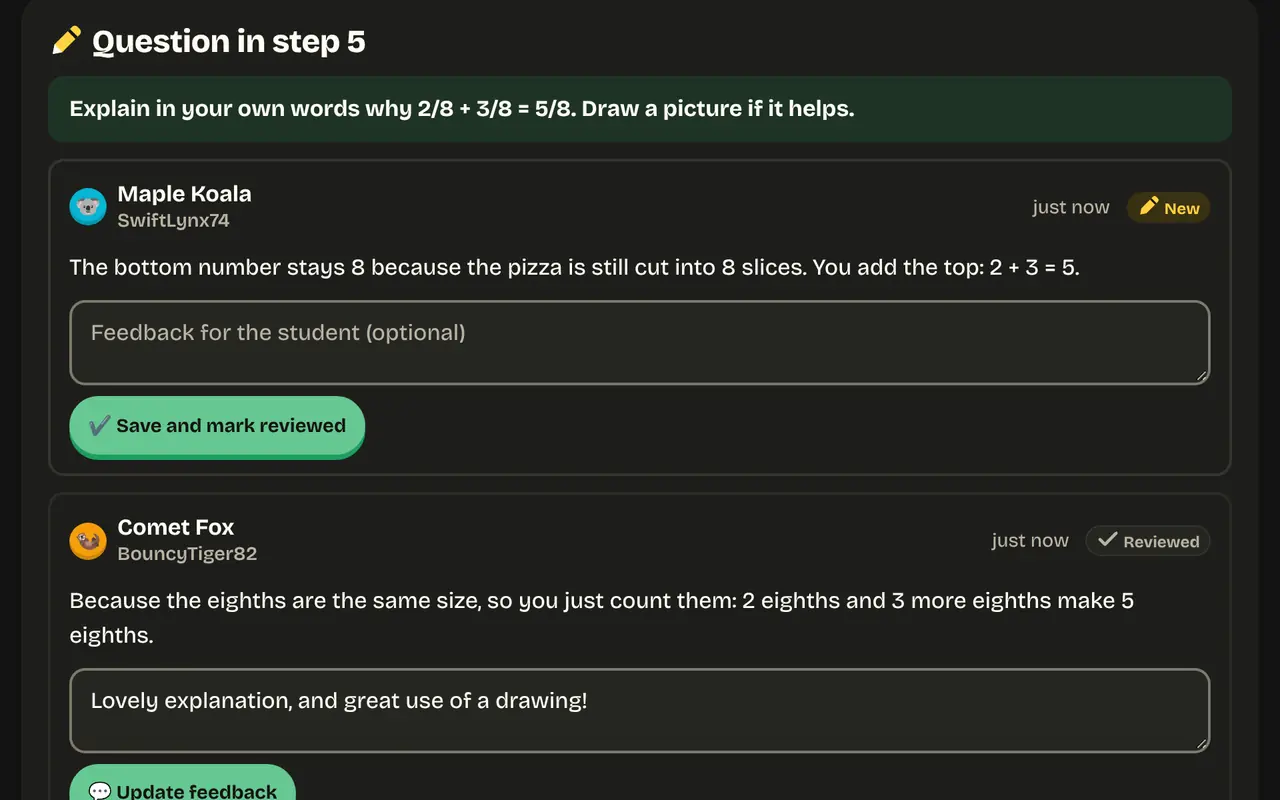 Question in step 5
Explain in your own words why 2/8 + 3/8 = 5/8. Draw a picture if it helps.
Maple Koala
SwiftLynx74
just now
New
The bottom number stays 8 because the pizza is still cut into 8 slices. You add the top: 2 + 3 = 5.
Feedback for the student (optional)
Save and mark reviewed
Comet Fox
BouncyTiger82
just now
Reviewed
Because the eighths are the same size, so you just count them: 2 eighths and 3 more eighths make 5
eighths.
Lovely explanation, and great use of a drawing!
Update feedback